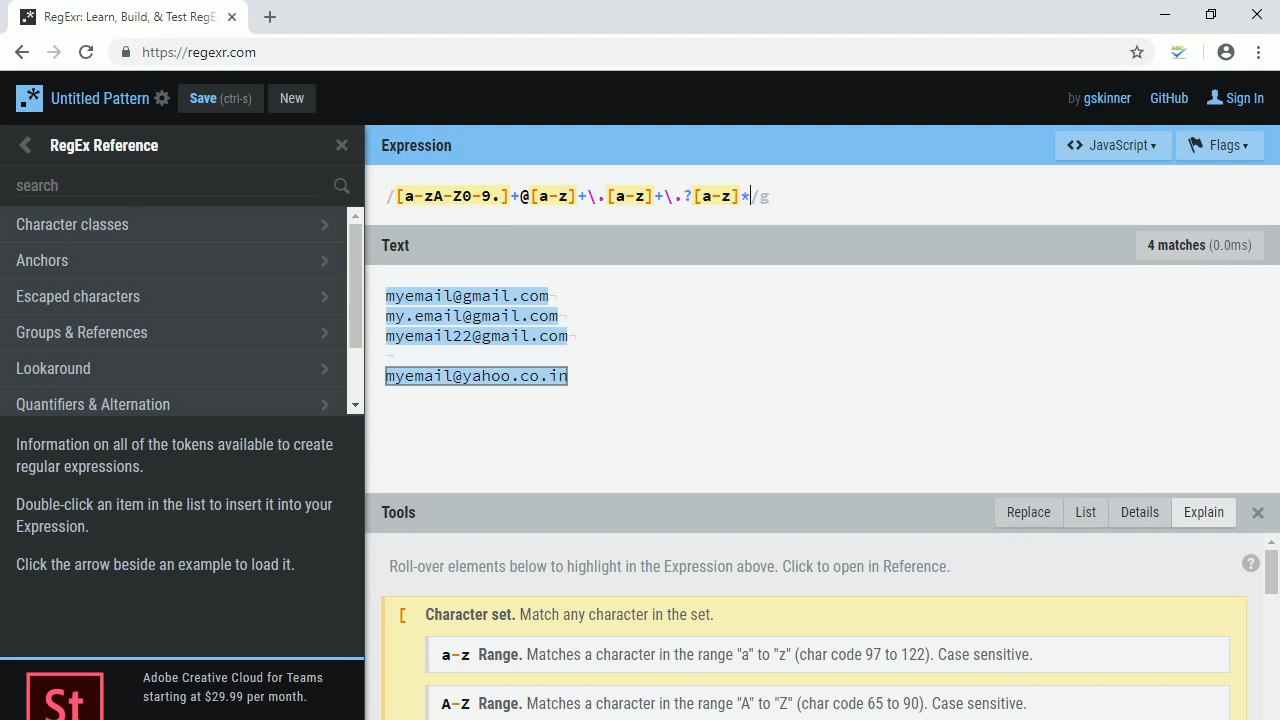 RegExr: Learn, Build, & Test RegEx
https://regexr.com
ABC
.*
Untitled Pattern
Save (ctrl-s)
New
by gskinner
GitHub
Sign In
RegEx Reference
search
Character classes
Anchors
Escaped characters
Groups & References
Lookaround
Quantifiers & Alternation
Information on all of the tokens available to create
regular expressions.
Double-click an item in the list to insert it into your
Expression.
Click the arrow beside an example to load it.
St
Adobe Creative Cloud for Teams
starting at $29.99 per month.
Expression
<> JavaScript
Flags
/[a-zA-Z0-9.]+@[a-z]+\.[a-z]+\.?[a-z]*/g
Text
4 matches (0.0ms)
myemail@gmail.com¬
my.email@gmail.com¬
myemail22@gmail.com¬
¬
myemail@yahoo.co.in
Tools
Replace
List
Details
Explain
Roll-over elements below to highlight in the Expression above. Click to open in Reference.
?
[ Character set. Match any character in the set.
a-z Range. Matches a character in the range "a" to "z" (char code 97 to 122). Case sensitive.
A-Z Range. Matches a character in the range "A" to "Z" (char code 65 to 90). Case sensitive.